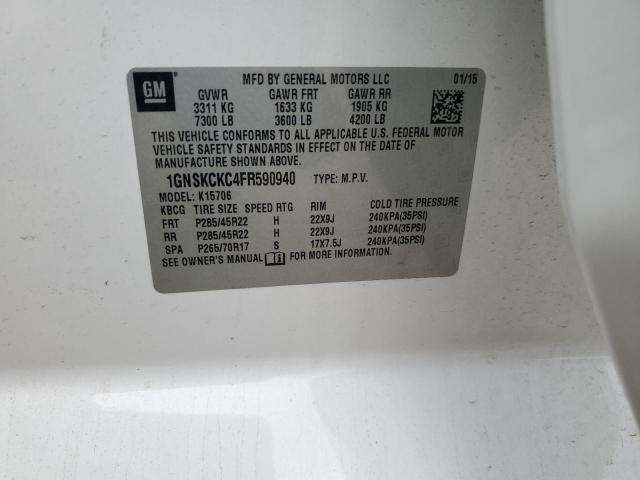 GM
MFD BY GENERAL MOTORS LLC 01/15
GVWR GAWR FRT GAWR RR
3311 KG 1633 KG 1905 KG
7300 LB 3600 LB 4200 LB
THIS VEHICLE CONFORMS TO ALL APPLICABLE U.S. FEDERAL MOTOR
VEHICLE SAFETY STANDARDS IN EFFECT ON THE DATE OF
MANUFACTURE SHOWN ABOVE.
1GNSKCKC4FR590940 TYPE: M.P.V.
MODEL: K15706
KBCG TIRE SIZE SPEED RTG RIM COLD TIRE PRESSURE
FRT P285/45R22 H 22X9J 240KPA(35PSI)
RR P285/45R22 H 22X9J 240KPA(35PSI)
SPA P265/70R17 S 17X7.5J 240KPA(35PSI)
SEE OWNER'S MANUAL FOR MORE INFORMATION.